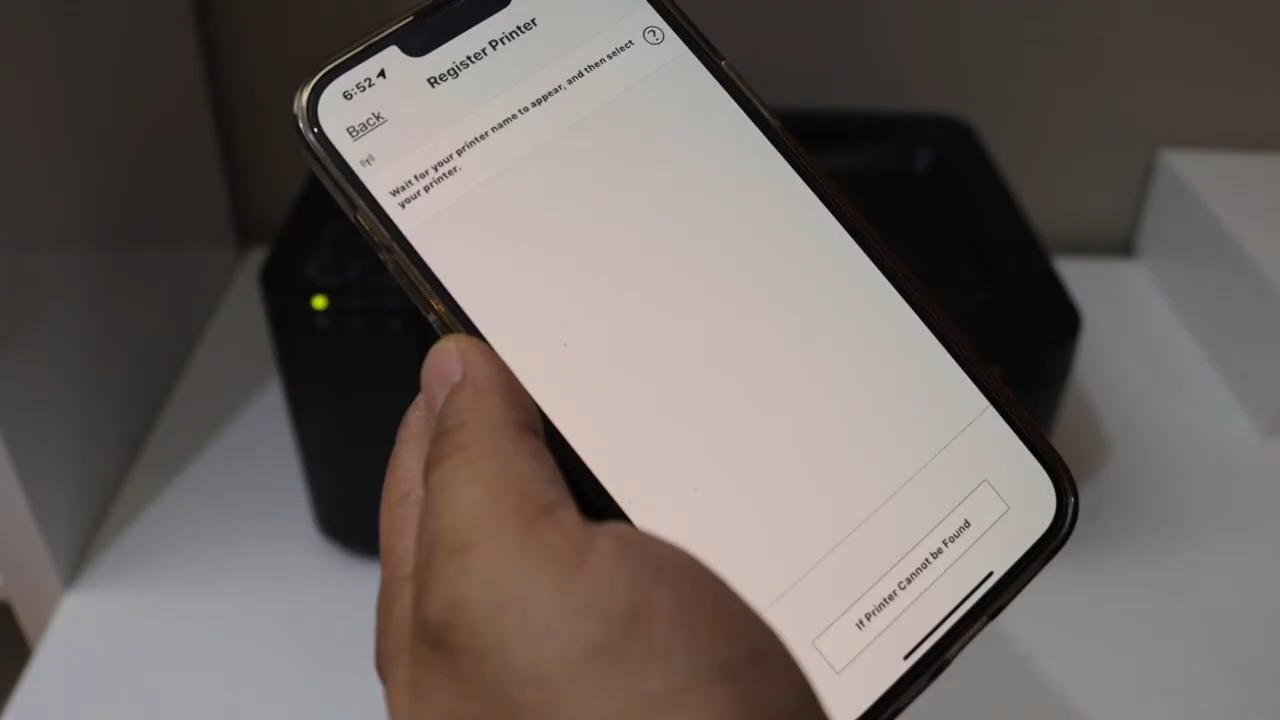 6:52
Register Printer
Back
Wait for your printer name to appear, and then select
your printer.
?
If Printer Cannot be Found